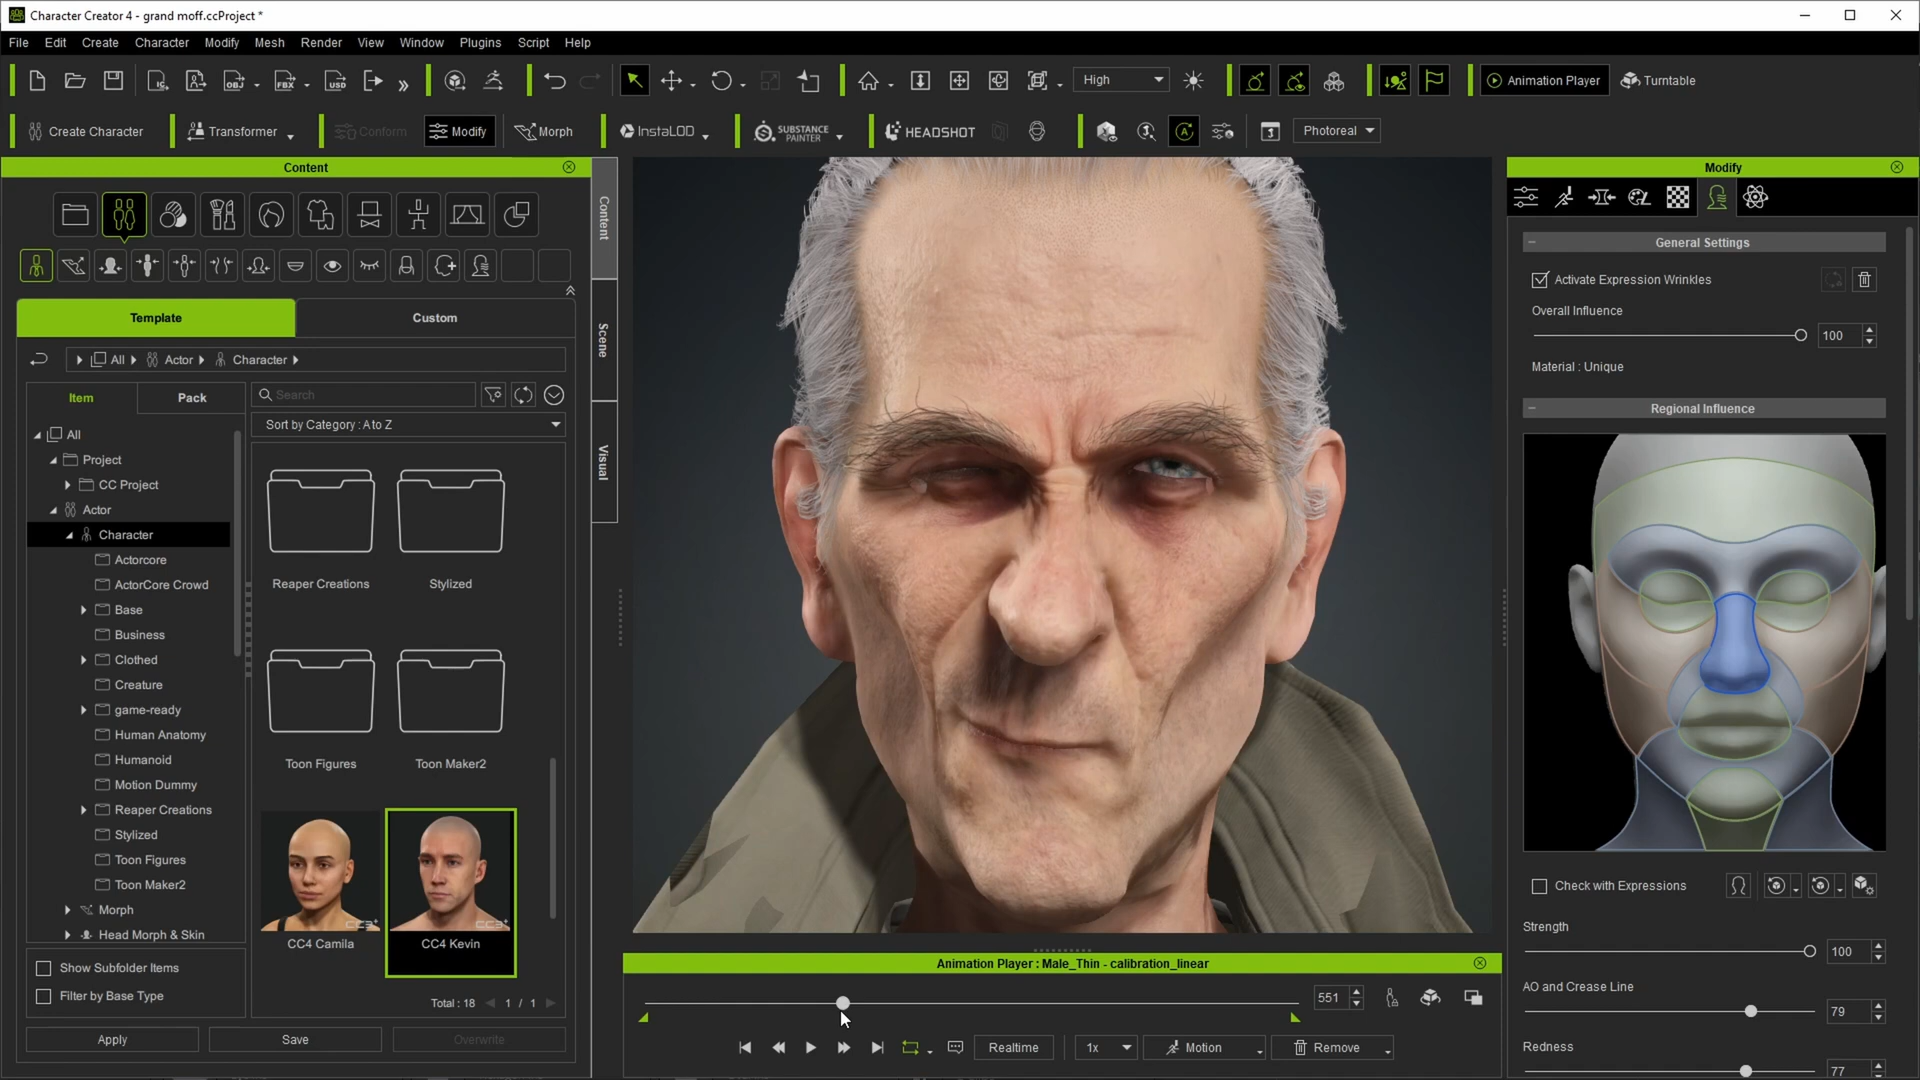 Character Creator 4 - grand moff.ccProject *
File Edit Create Character Modify Mesh Render View Window Plugins Script Help
OBJ FBX USD High Animation Player Turntable
Create Character Transformer Conform Modify Morph InstaLOD SUBSTANCE PAINTER HEADSHOT Photoreal
Content
Template Custom
All Actor Character
Item Pack
Search
Sort by Category : A to Z
All
Project
CC Project
Actor
Character
Actorcore
ActorCore Crowd
Base
Business
Clothed
Creature
game-ready
Human Anatomy
Humanoid
Motion Dummy
Reaper Creations
Stylized
Toon Figures
Toon Maker2
Morph
Head Morph & Skin
Reaper Creations Stylized
Toon Figures Toon Maker2
CC3+ CC3+
CC4 Camila CC4 Kevin
Show Subfolder Items
Filter by Base Type
Total : 18 1 / 1
Apply Save Overwrite
Content
Scene
Visual
Animation Player : Male_Thin - calibration_linear
551
Realtime 1x Motion Remove
Modify
General Settings
Activate Expression Wrinkles
Overall Influence
100
Material : Unique
Regional Influence
Check with Expressions
Strength
100
AO and Crease Line
79
Redness
77